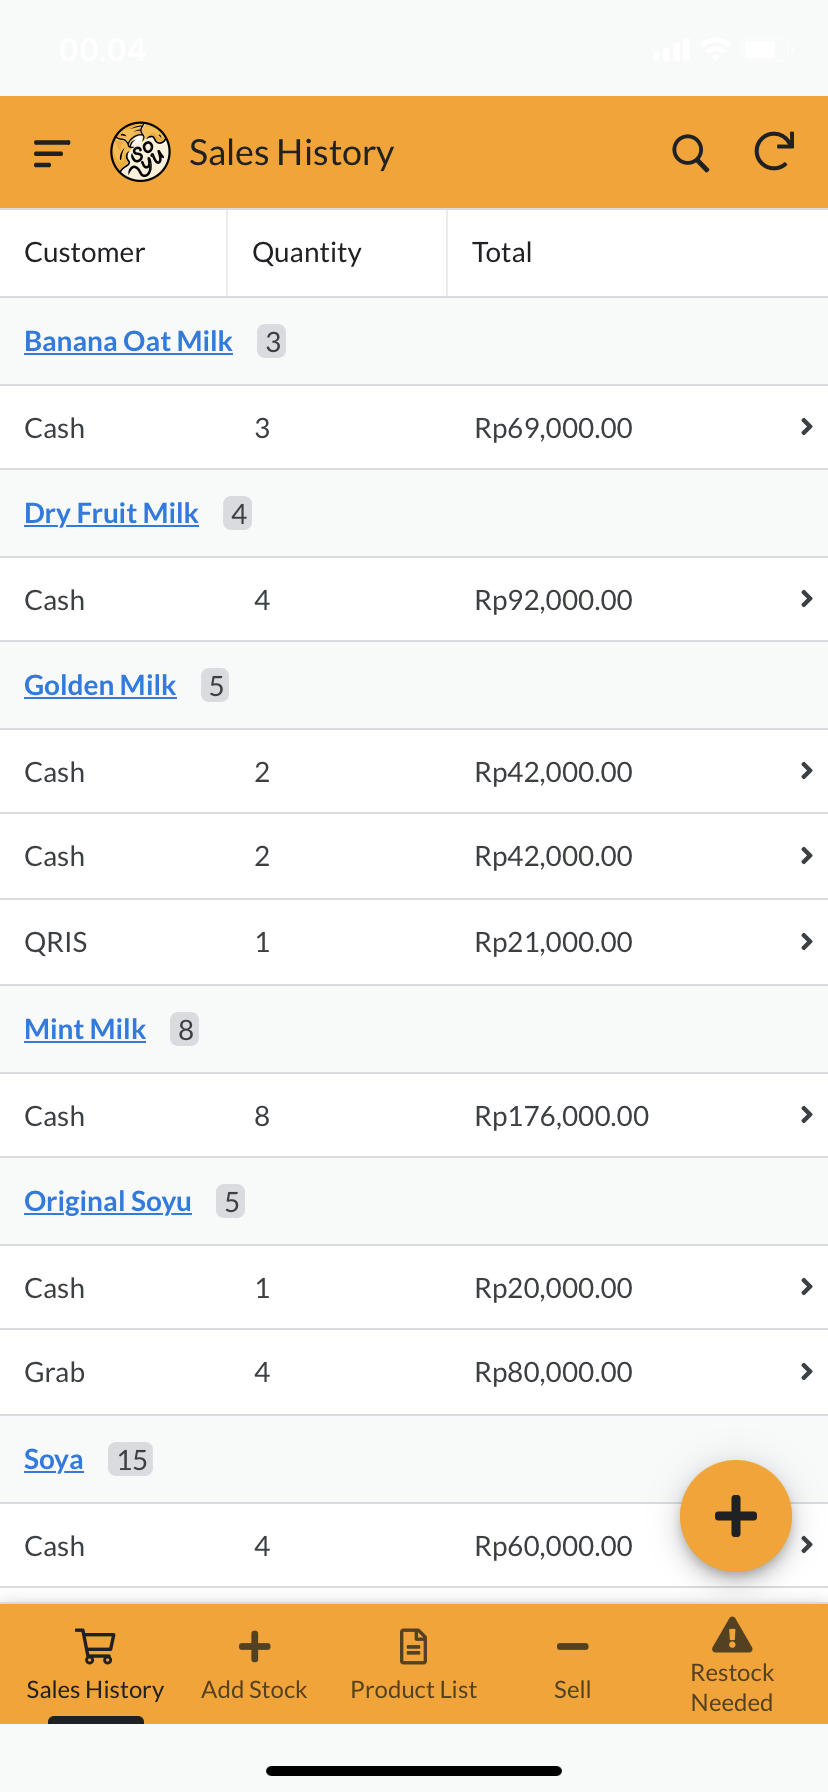 00.04
SO
YU
Sales History
Customer Quantity Total
Banana Oat Milk 3
Cash 3 Rp69,000.00
Dry Fruit Milk 4
Cash 4 Rp92,000.00
Golden Milk 5
Cash 2 Rp42,000.00
Cash 2 Rp42,000.00
QRIS 1 Rp21,000.00
Mint Milk 8
Cash 8 Rp176,000.00
Original Soyu 5
Cash 1 Rp20,000.00
Grab 4 Rp80,000.00
Soya 15
Cash 4 Rp60,000.00
Sales History Add Stock Product List Sell Restock
Needed